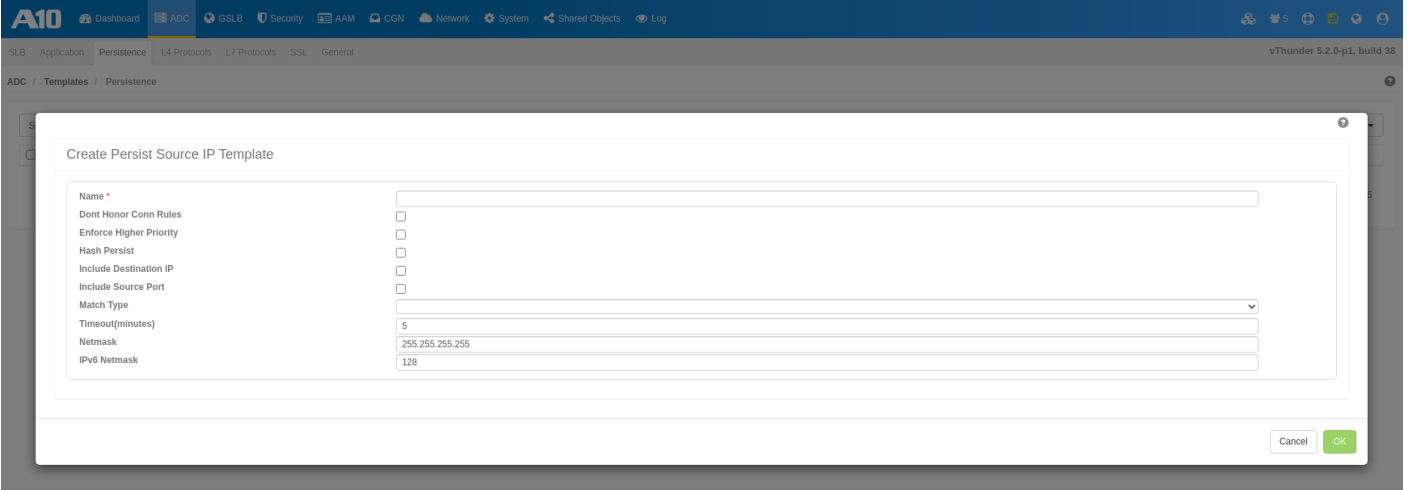 A10 Dashboard ADC GSLB Security AAM CGN Network System Shared Objects Log S
SLB Application Persistence L4 Protocols L7 Protocols SSL General vThunder 5.2.0-p1, build 38
ADC / Templates / Persistence
S
Create Persist Source IP Template
Name *
Dont Honor Conn Rules
Enforce Higher Priority
Hash Persist
Include Destination IP
Include Source Port
Match Type
Timeout(minutes) 5
Netmask 255.255.255.255
IPv6 Netmask 128
Cancel OK